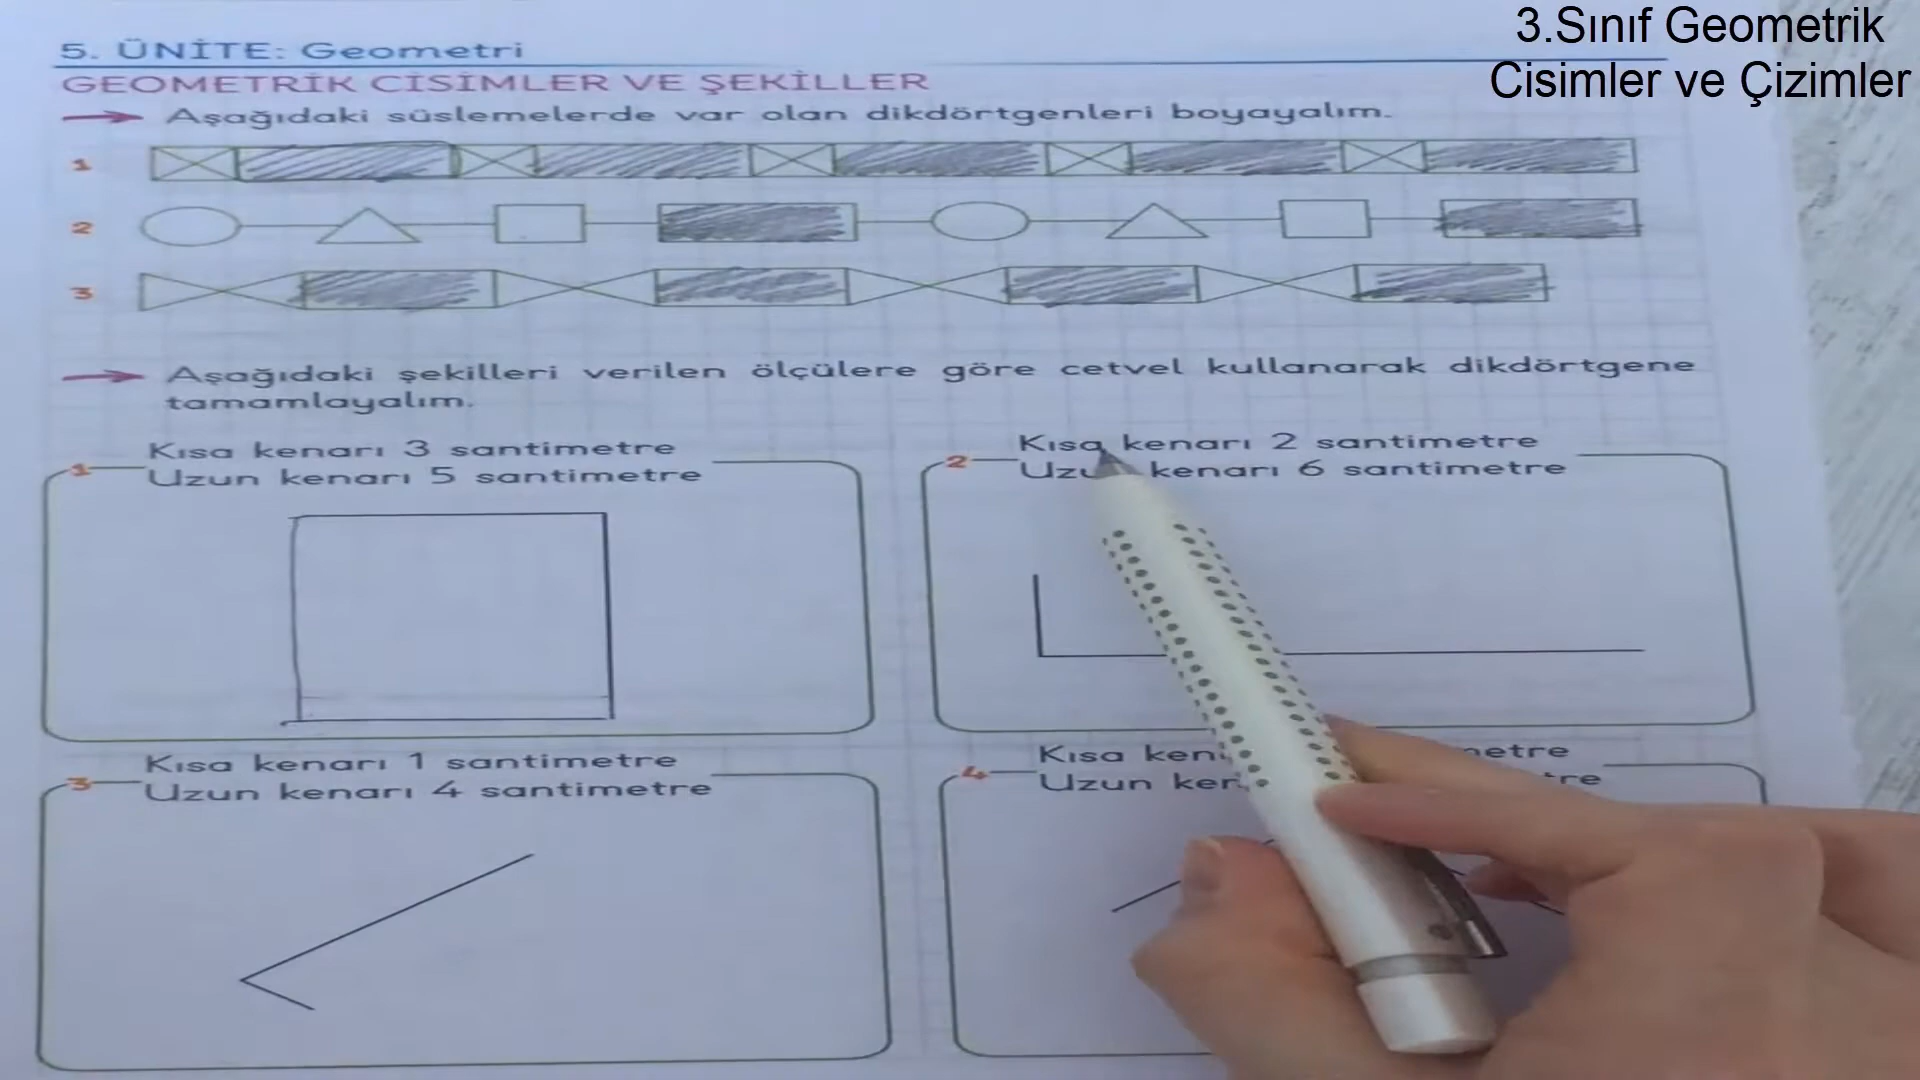 3.Sınıf Geometrik
Cisimler ve Çizimler
5. ÜNİTE: Geometri
GEOMETRİK CİSİMLER VE ŞEKİLLER
Aşağıdaki süslemelerde var olan dikdörtgenleri boyayalım.
1
2
3
Aşağıdaki şekilleri verilen ölçülere göre cetvel kullanarak dikdörtgene
tamamlayalım.
1
Kısa kenarı 3 santimetre
Uzun kenarı 5 santimetre
2
Kısa kenarı 2 santimetre
kenarı 6 santimetre
3
Kısa kenarı 1 santimetre
Uzun kenarı 4 santimetre
4
Kısa
Uzun